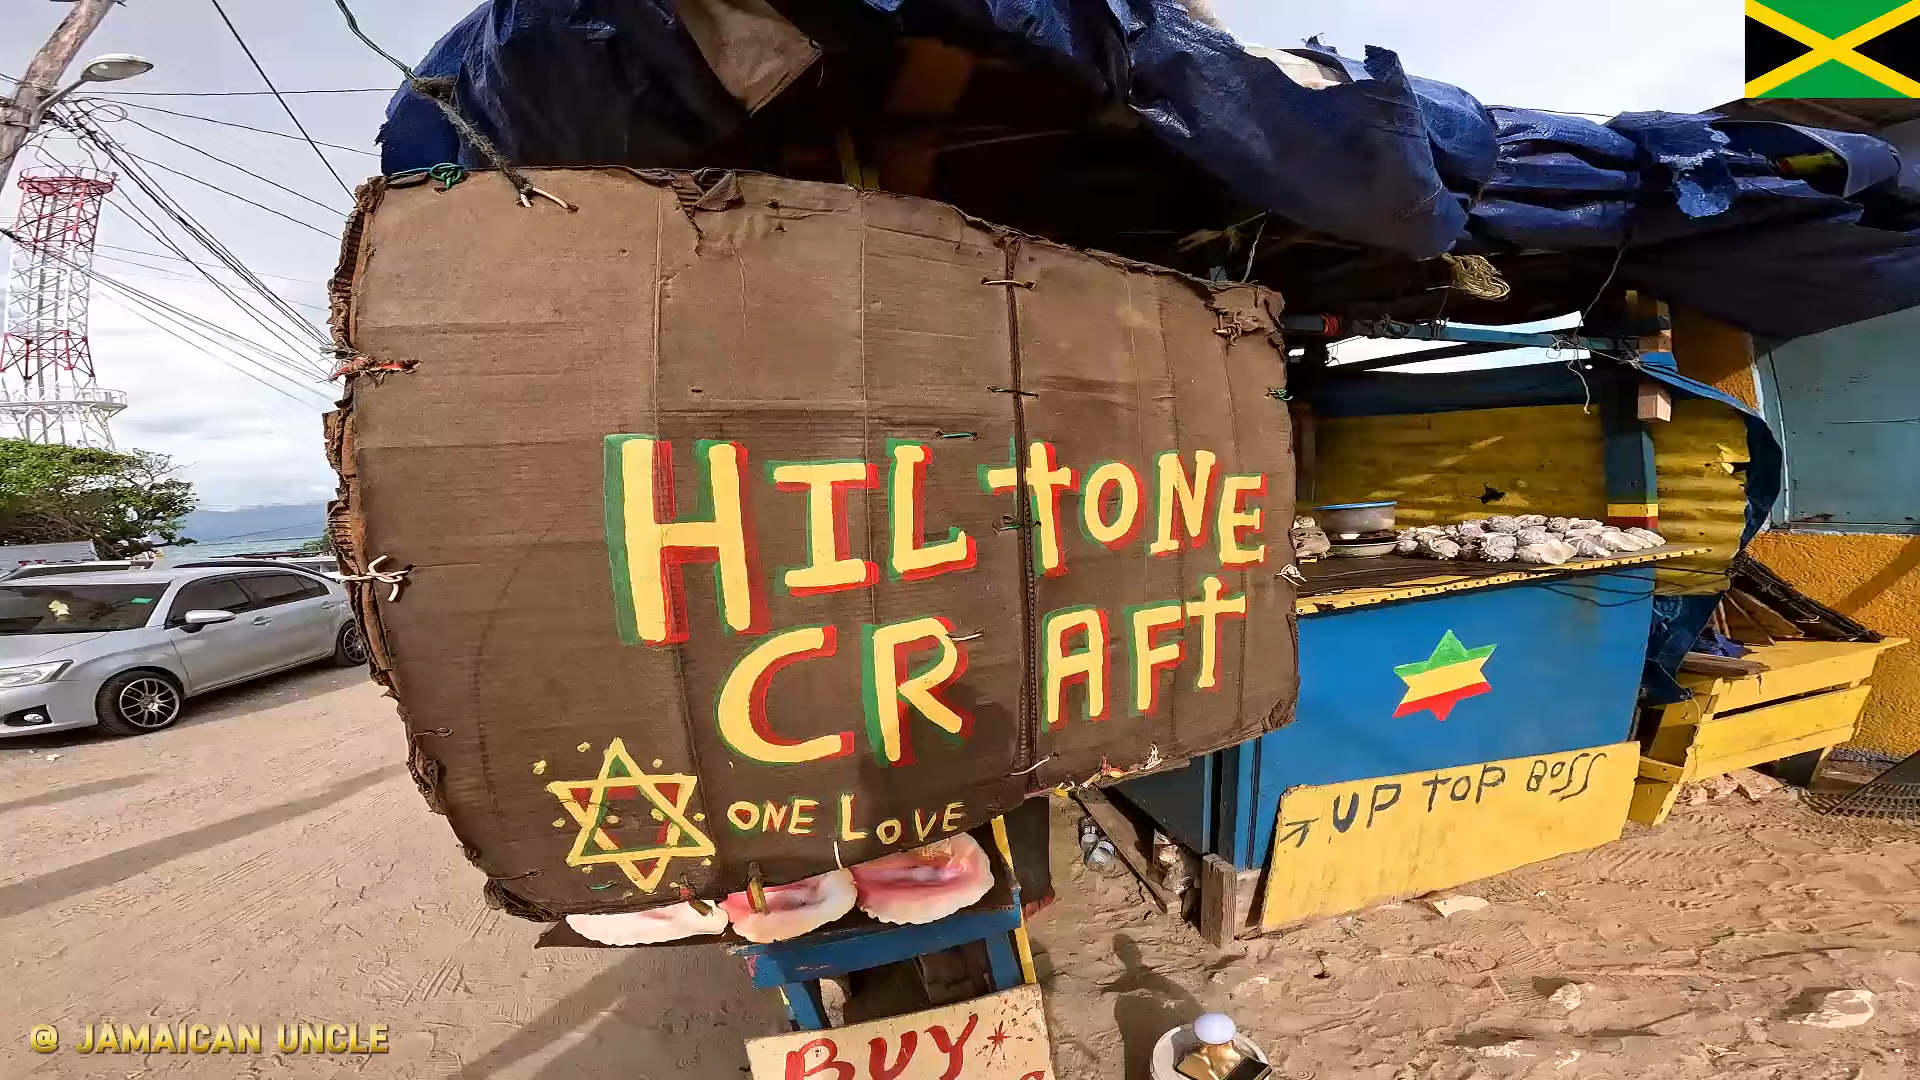 HILTONE
CRAFT
ONE LOVE
UP TOP BOSS
BUY
@ JAMAICAN UNCLE